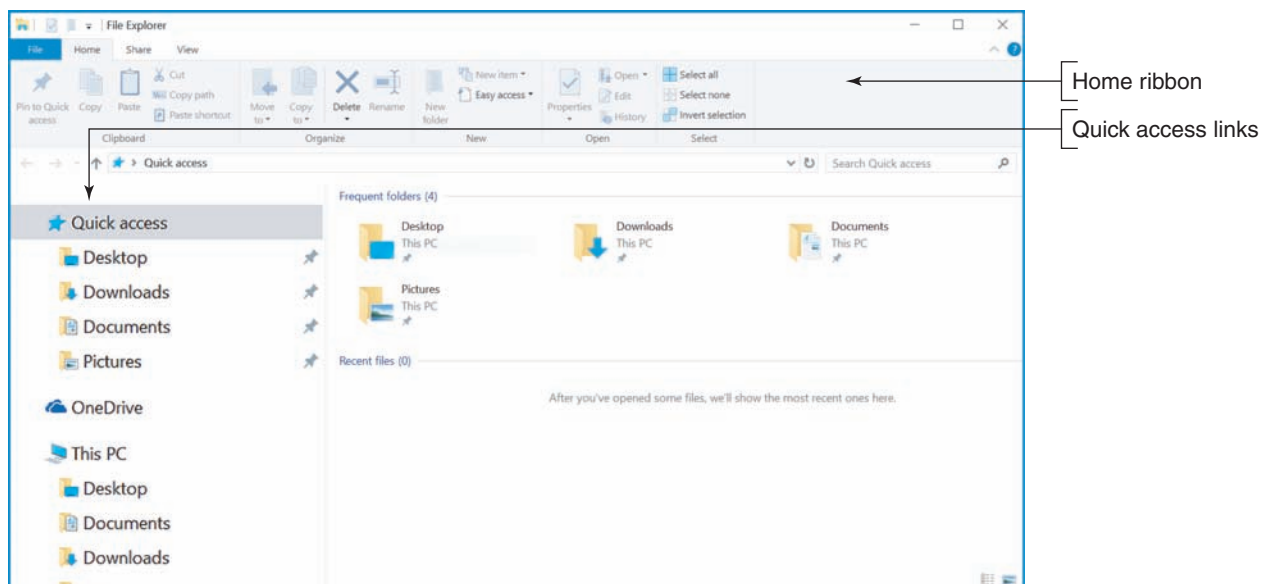 File Explorer
File Home Share View
Pin to Quick access
Copy
Paste
Cut
Copy path
Paste shortcut
Clipboard
Move to
Copy to
Delete
Rename
Organize
New folder
New item
Easy access
New
Properties
Open
Edit
History
Open
Select all
Select none
Invert selection
Select
Home ribbon
Quick access links
Quick access
Search Quick access
Quick access
Desktop
Downloads
Documents
Pictures
OneDrive
This PC
Desktop
Documents
Downloads
Frequent folders (4)
Desktop
This PC
Downloads
This PC
Documents
This PC
Pictures
This PC
Recent files (0)
After you've opened some files, we'll show the most recent ones here.